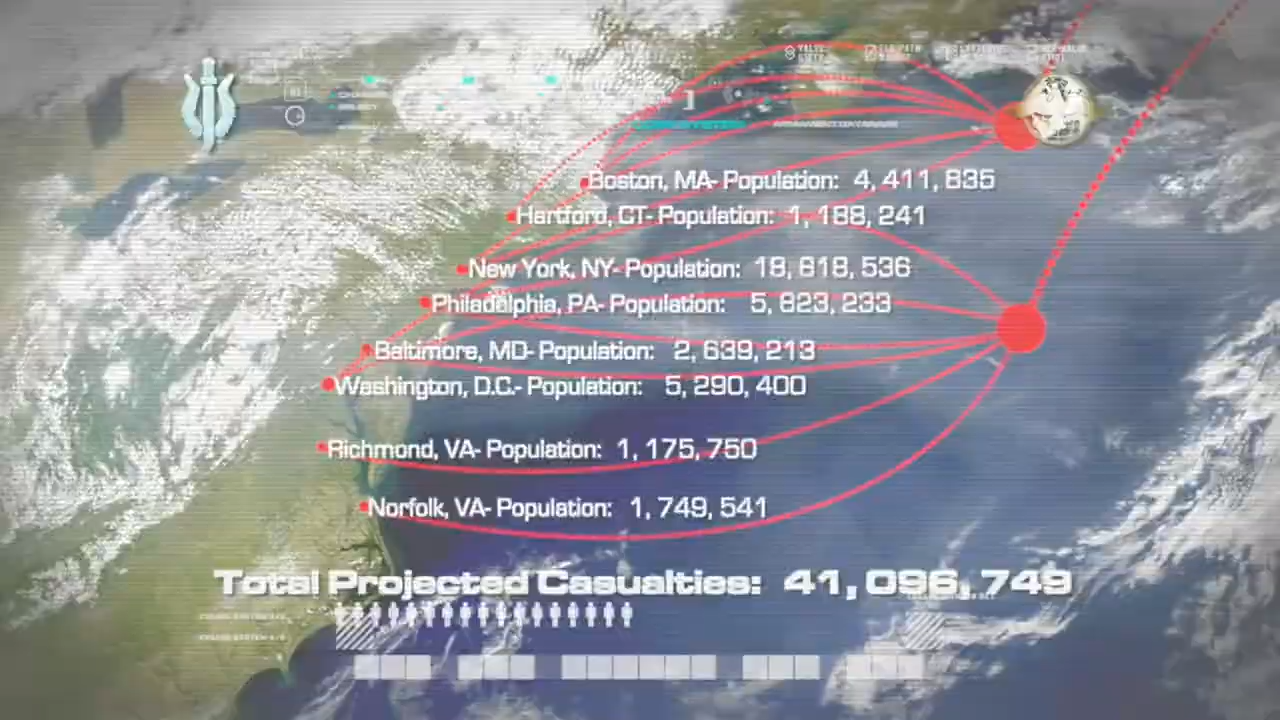 Boston, MA- Population: 4, 411, 835
Hartford, CT- Population: 1, 188, 241
New York, NY- Population: 18, 818, 536
Philadelphia, PA- Population: 5, 823, 233
Baltimore, MD- Population: 2, 639, 213
Washington, D.C.- Population: 5, 290, 400
Richmond, VA- Population: 1, 175, 750
Norfolk, VA- Population: 1, 749, 541
Total Projected Casualties: 41, 096, 749